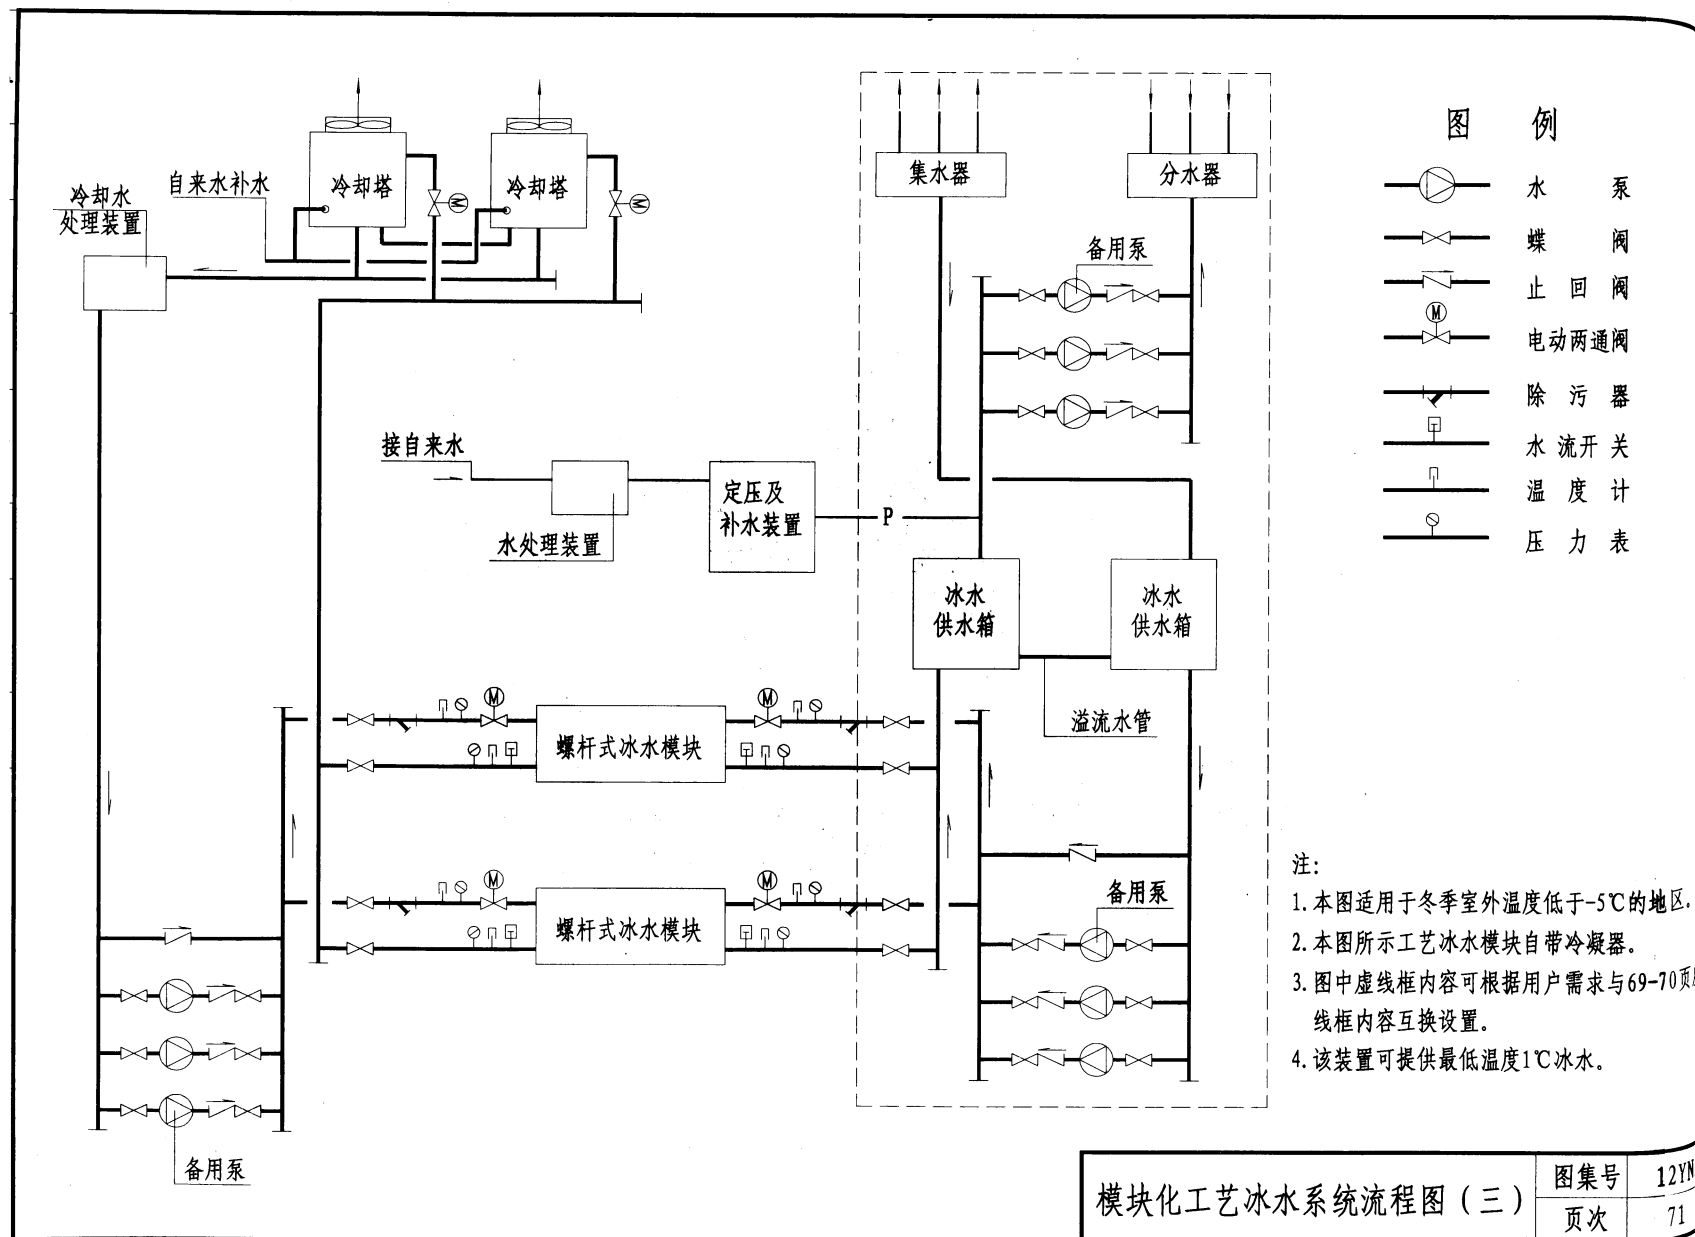 冷却水
处理装置
自来水补水
冷却塔
冷却塔
M
M
集水器
分水器
备用泵
接自来水
水处理装置
定压及
补水装置
P
冰水
供水箱
冰水
供水箱
溢流水管
M
M
螺杆式冰水模块
M
M
螺杆式冰水模块
备用泵
备用泵
图 例
水 泵
蝶 阀
止 回 阀
M
电动两通阀
除 污 器
水 流 开 关
温 度 计
压 力 表
注:
1. 本图适用于冬季室外温度低于-5℃的地区.
2. 本图所示工艺冰水模块自带冷凝器。
3. 图中虚线框内容可根据用户需求与69-70页
线框内容互换设置。
4. 该装置可提供最低温度1℃冰水。
模块化工艺冰水系统流程图（三）
图集号
12YN
页次
71